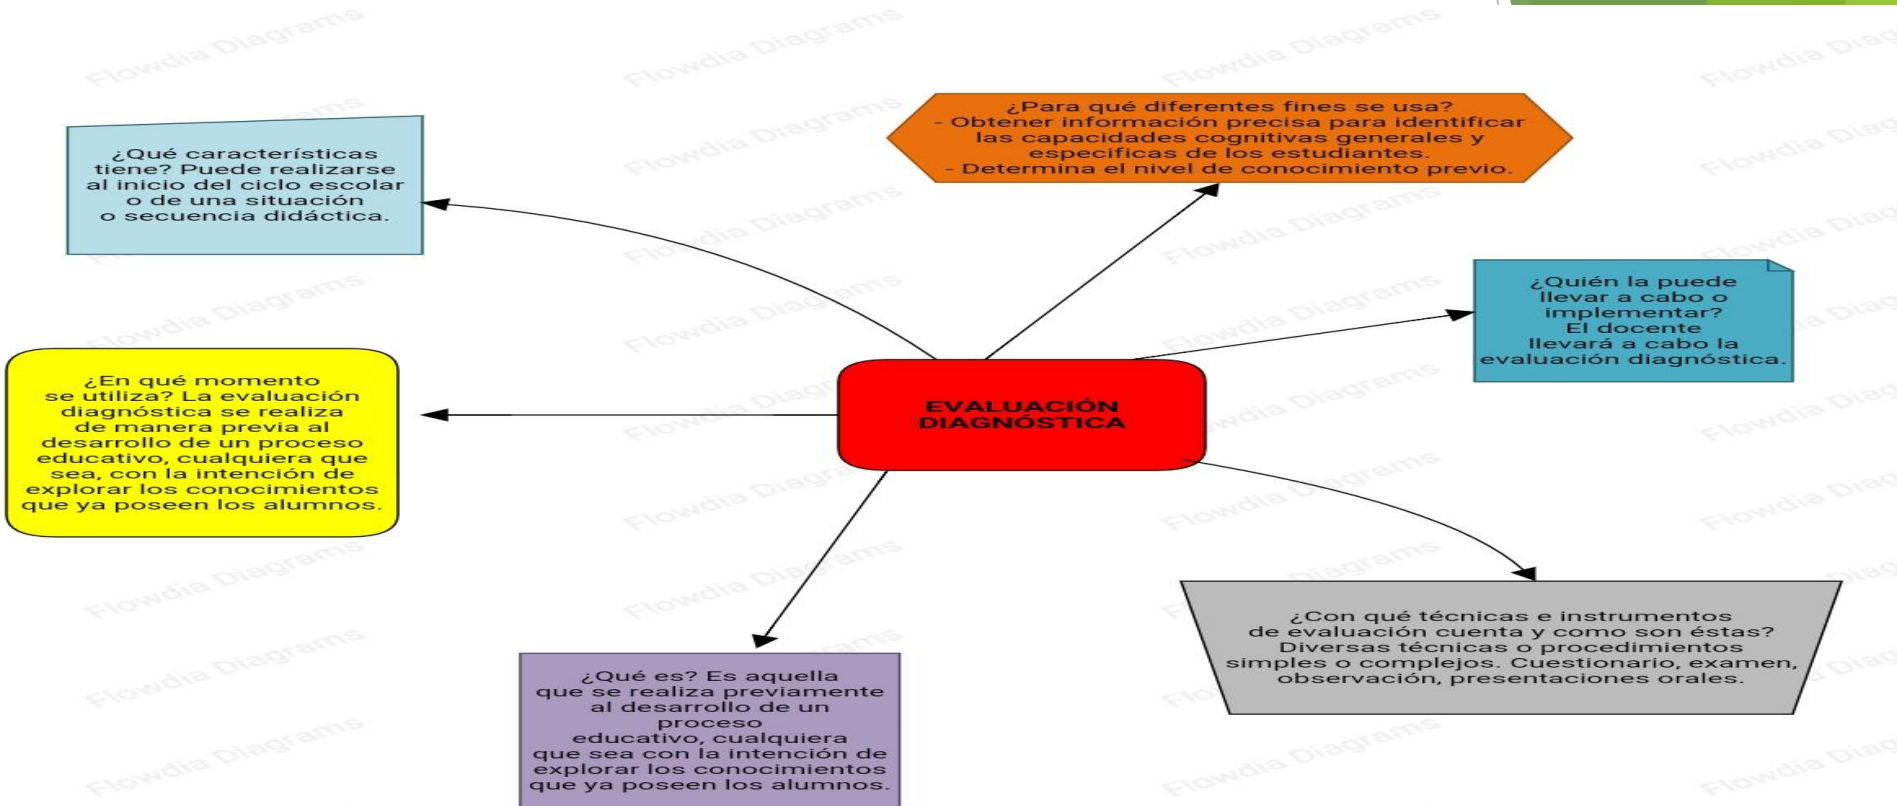 ¿Qué características
tiene? Puede realizarse
al inicio del ciclo escolar
o de una situación
o secuencia didáctica.
¿Para qué diferentes fines se usa?
- Obtener información precisa para identificar
las capacidades cognitivas generales y
especificas de los estudiantes.
- Determina el nivel de conocimiento previo.
¿Quién la puede
llevar a cabo o
implementar?
El docente
llevará a cabo la
evaluación diagnóstica.
¿En qué momento
se utiliza? La evaluación
diagnóstica se realiza
de manera previa al
desarrollo de un proceso
educativo, cualquiera que
sea, con la intención de
explorar los conocimientos
que ya poseen los alumnos.
EVALUACIÓN
DIAGNÓSTICA
¿Con qué técnicas e instrumentos
de evaluación cuenta y como son éstas?
Diversas técnicas o procedimientos
simples o complejos. Cuestionario, examen,
observación, presentaciones orales.
¿Qué es? Es aquella
que se realiza previamente
al desarrollo de un
proceso
educativo, cualquiera
que sea con la intención de
explorar los conocimientos
que ya poseen los alumnos.
Flowdia Diagrams